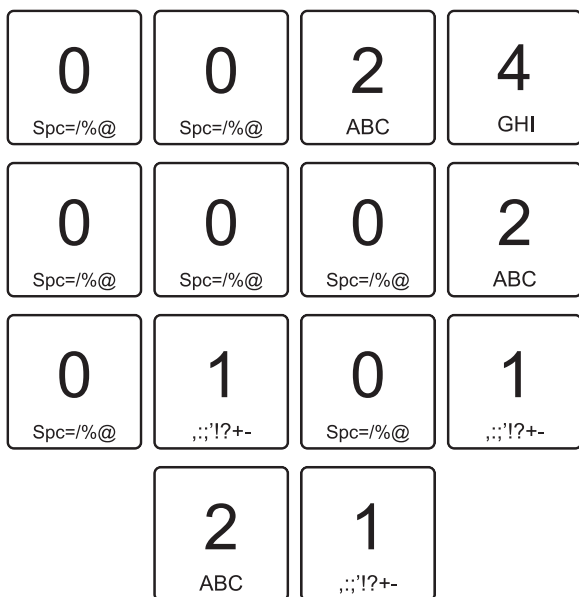 0 0 2 4
Spc=/%@ Spc=/%@ ABC GHI
0 0 0 2
Spc=/%@ Spc=/%@ Spc=/%@ ABC
0 1 0 1
Spc=/%@ ,:;'!?+- Spc=/%@ ,:;'!?+-
2 1
ABC ,:;'!?+-